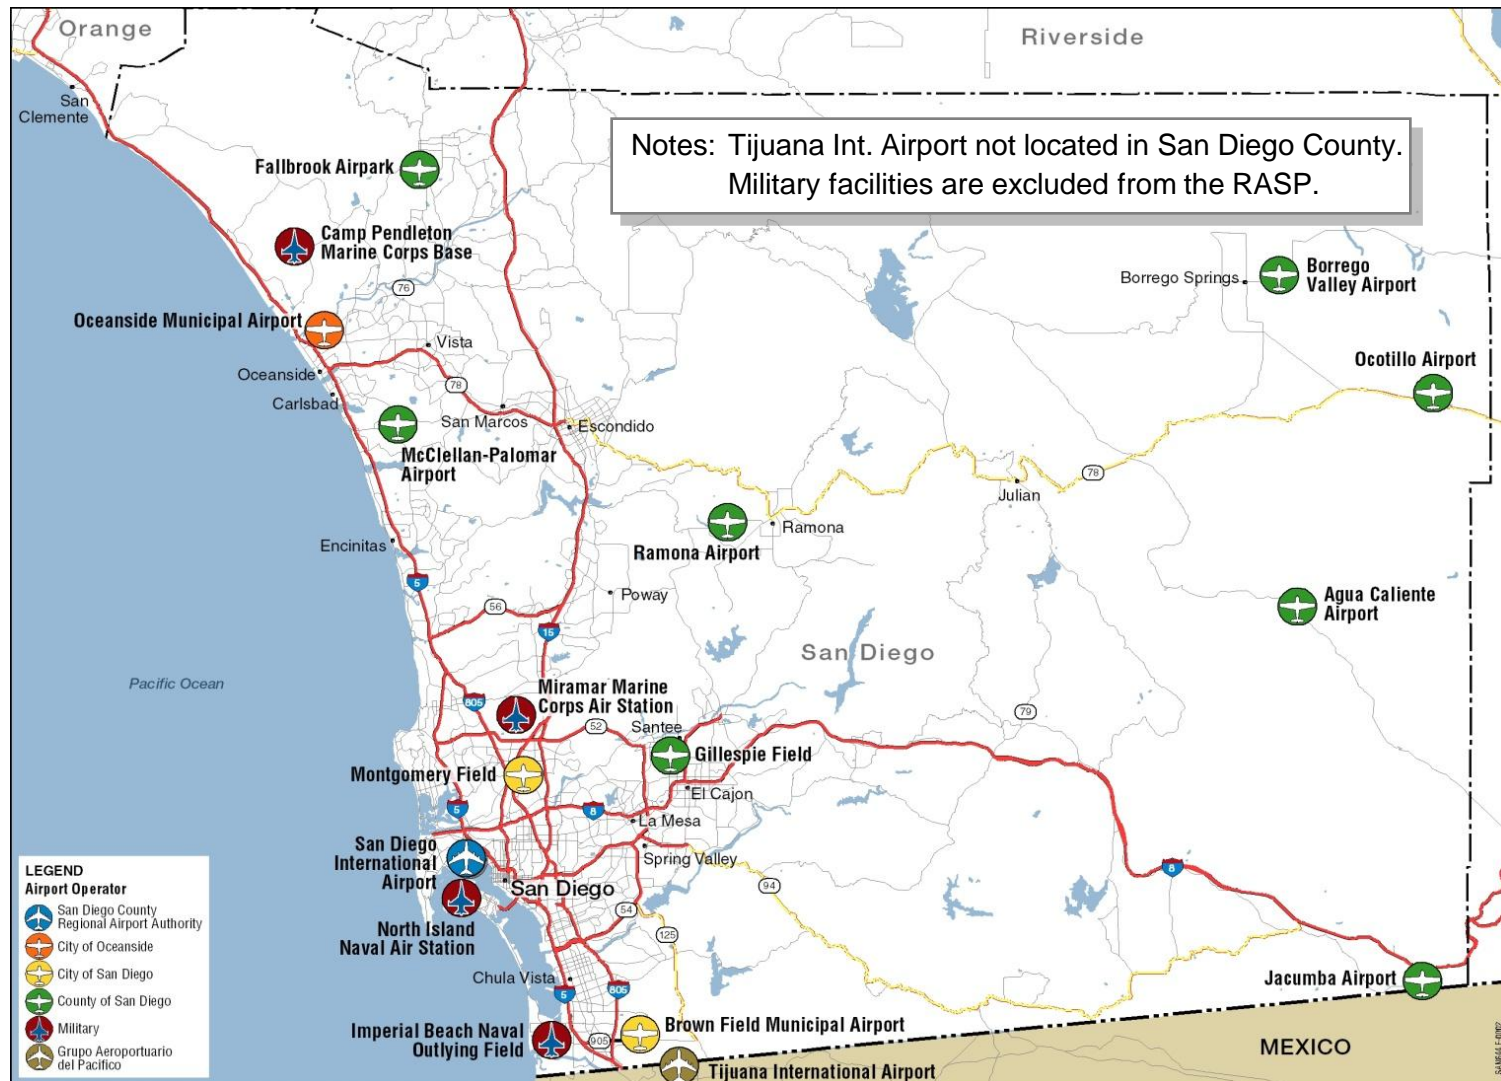 Orange
Riverside
San
Clemente
Notes: Tijuana Int. Airport not located in San Diego County.
Military facilities are excluded from the RASP.
Fallbrook Airpark
Camp Pendleton
Marine Corps Base
76
Borrego Springs
Borrego
Valley Airport
Oceanside Municipal Airport
Vista
Ocotillo Airport
Oceanside
78
Carlsbad
San Marcos
Escondido
McClellan-Palomar
Airport
78
Julian
Ramona
Ramona Airport
Encinitas
5
Poway
56
15
Agua Caliente
Airport
San Diego
Pacific Ocean
Miramar Marine
Corps Air Station
805
52
Santee
79
Gillespie Field
Montgomery Field
El Cajon
5
8
La Mesa
San Diego
International
Airport
Spring Valley
8
94
San Diego
54
North Island
Naval Air Station
125
Chula Vista
5
805
Jacumba Airport
Imperial Beach Naval
Outlying Field
905
Brown Field Municipal Airport
MEXICO
Tijuana International Airport
LEGEND
Airport Operator
San Diego County
Regional Airport Authority
City of Oceanside
City of San Diego
County of San Diego
Military
Grupo Aeroportuario
del Pacifico